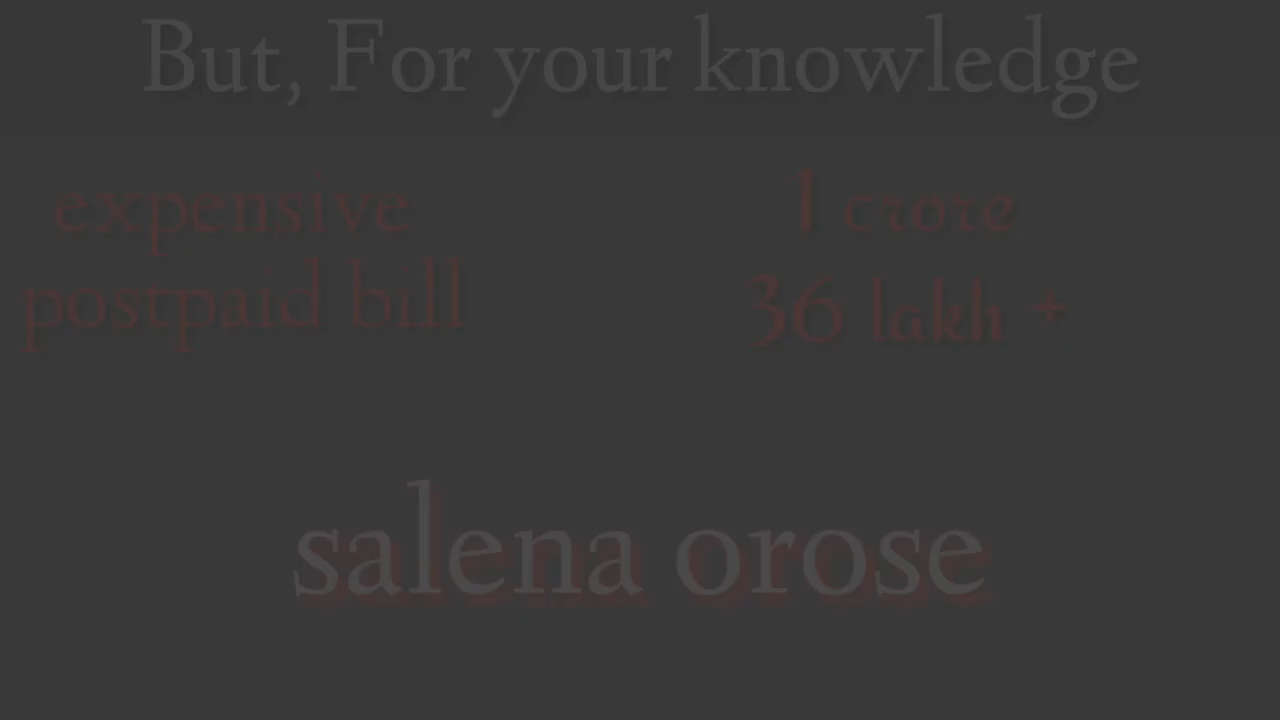 But, For your knowledge
expensive
postpaid bill
1 crore
36 lakh +
salena orose